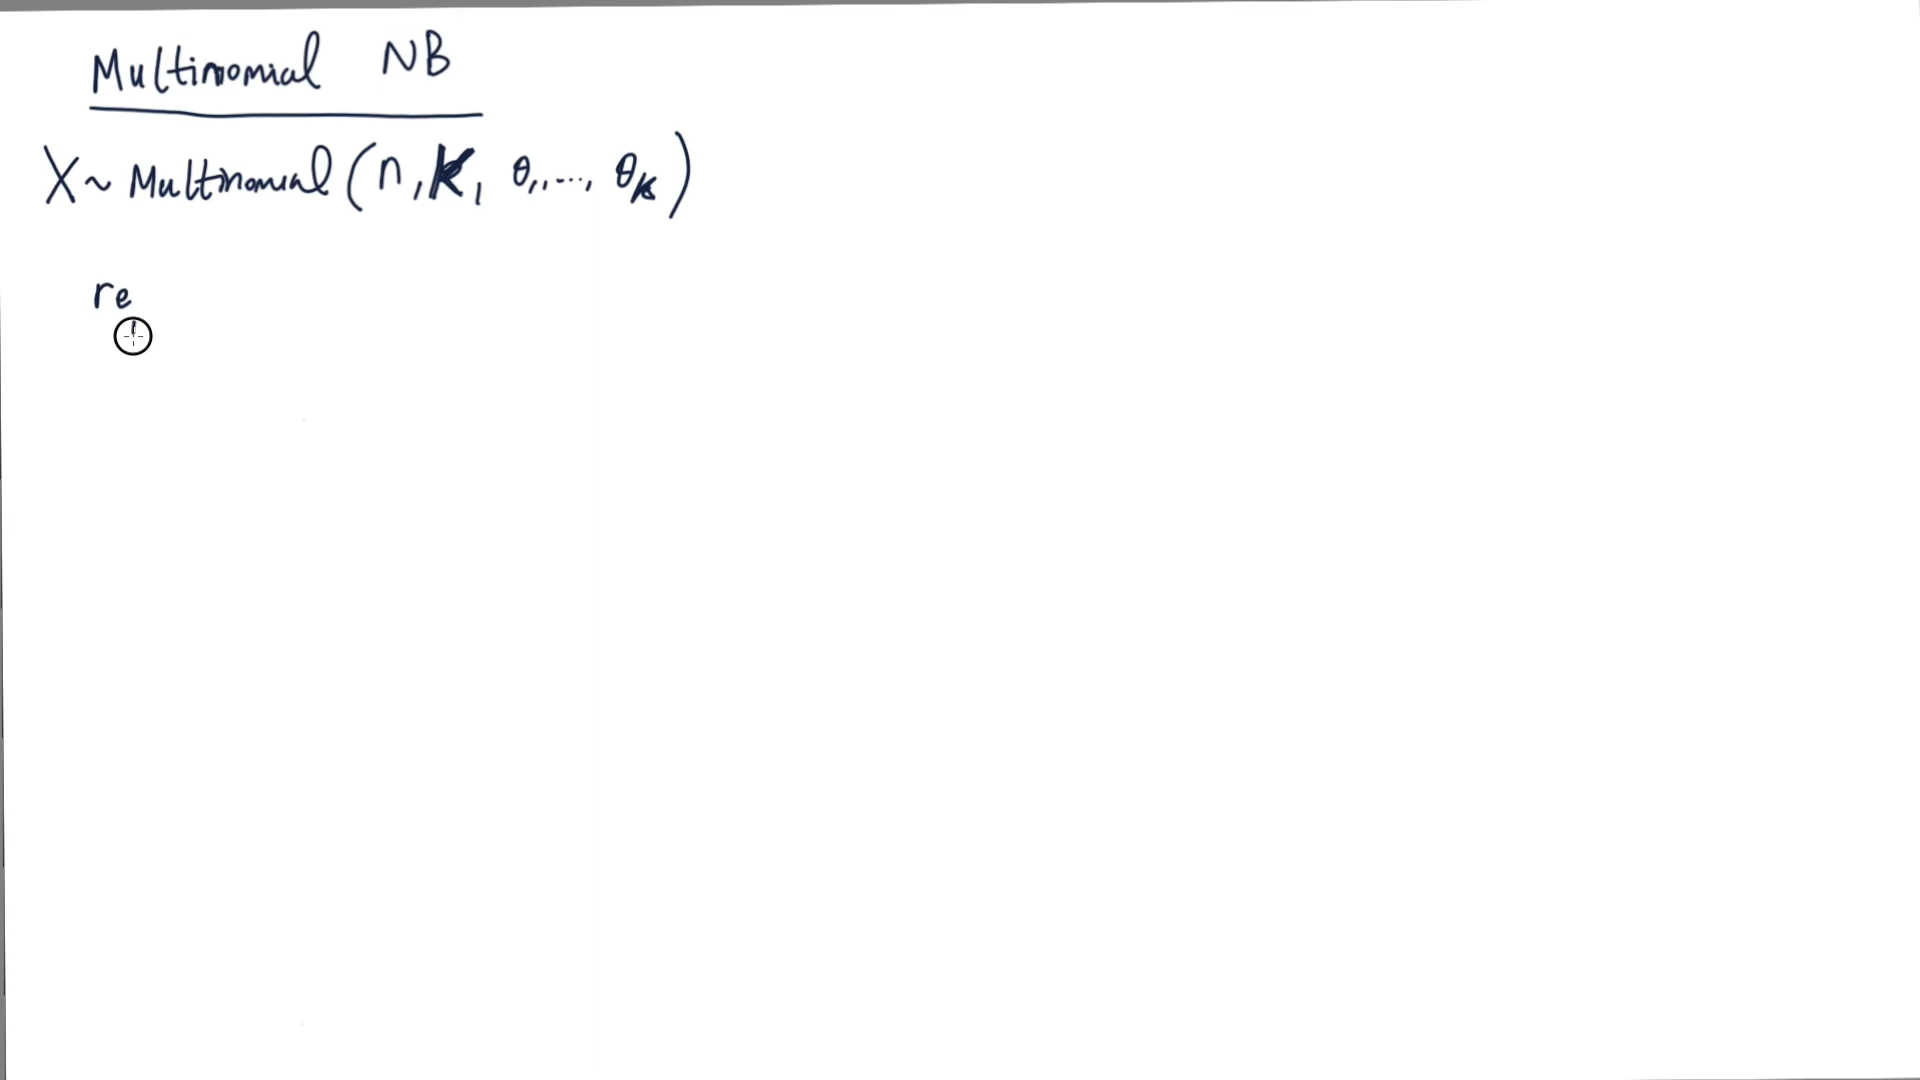 Multinomial NB
X ~ Multinomial (n, K, θ₁, ..., θₖ)
re